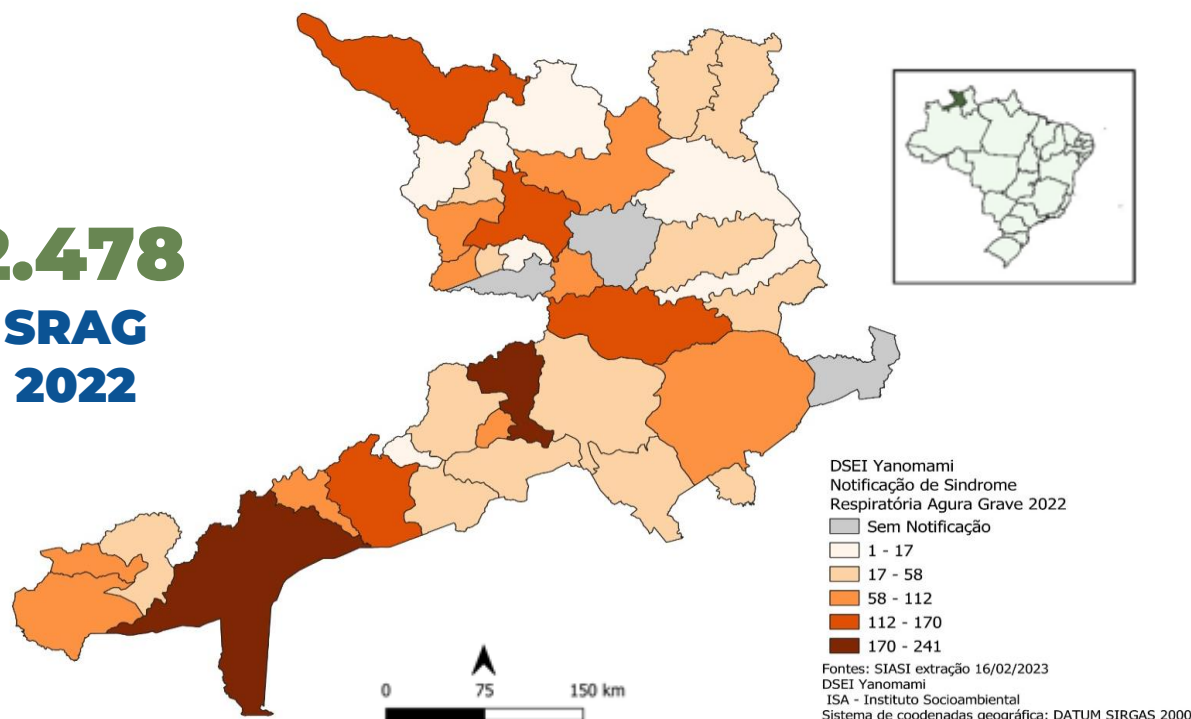 2.478
SRAG
2022
DSEI Yanomami
Notificação de Sindrome
Respiratória Agura Grave 2022
Sem Notificação
1 - 17
17 - 58
58 - 112
112 - 170
170 - 241
Fontes: SIASI extração 16/02/2023
DSEI Yanomami
ISA - Instituto Socioambiental
Sistema de coodenadas geográfica: DATUM SIRGAS 2000
0 75 150 km